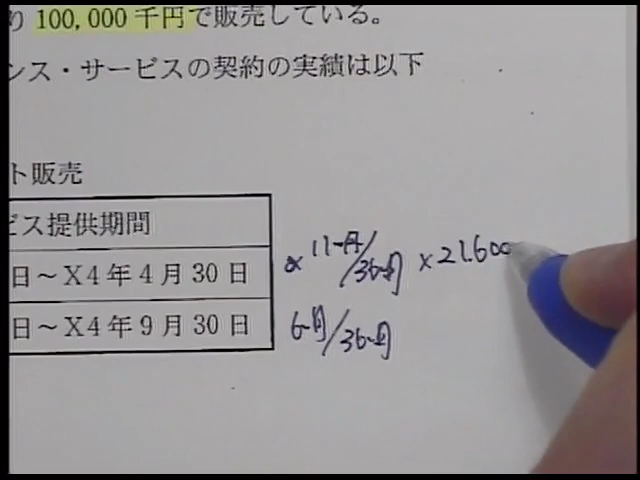 り 100,000 千円で販売している。
ンス・サービスの契約の実績は以下
ト販売
ビス提供期間
日～X4年4月30日
× 11ヶ月/36ヶ月 × 21,600
日～X4年9月30日
6ヶ月/36ヶ月